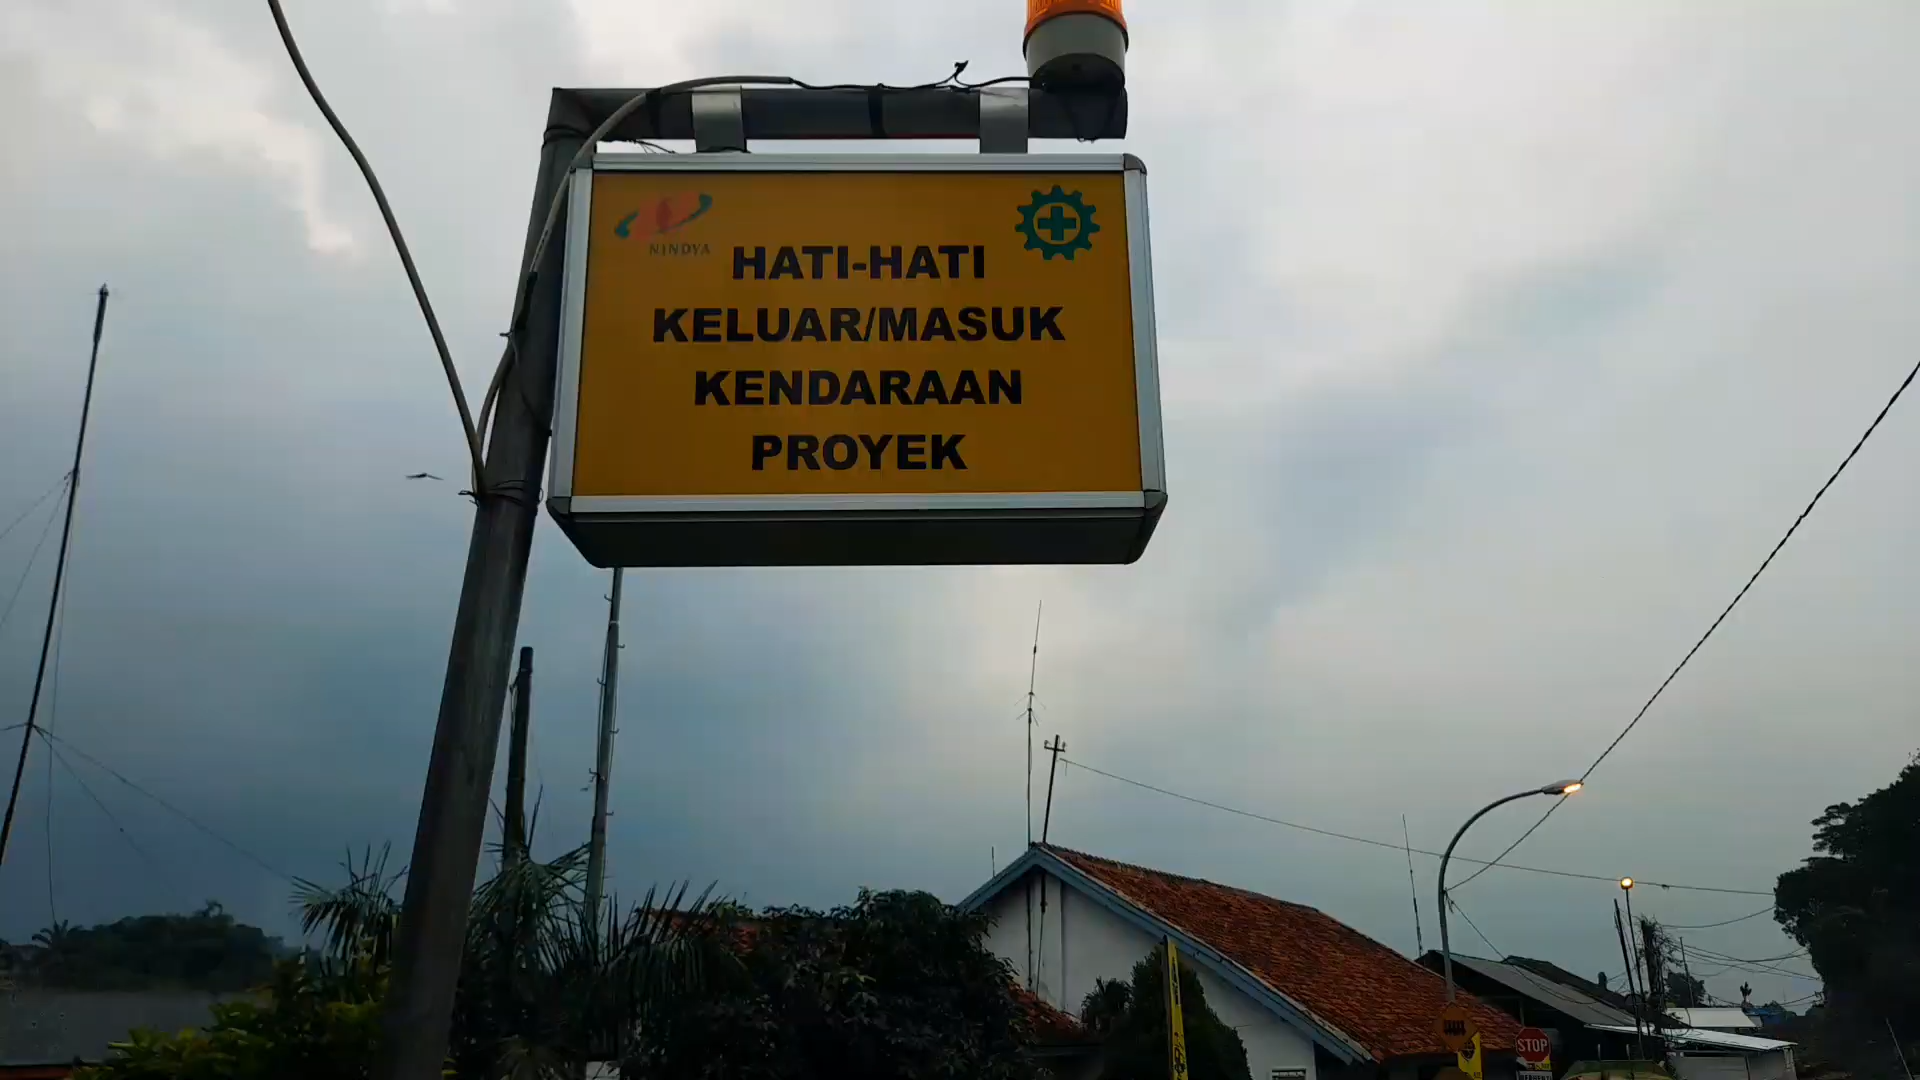 NINDYA
HATI-HATI
KELUAR/MASUK
KENDARAAN
PROYEK
STOP